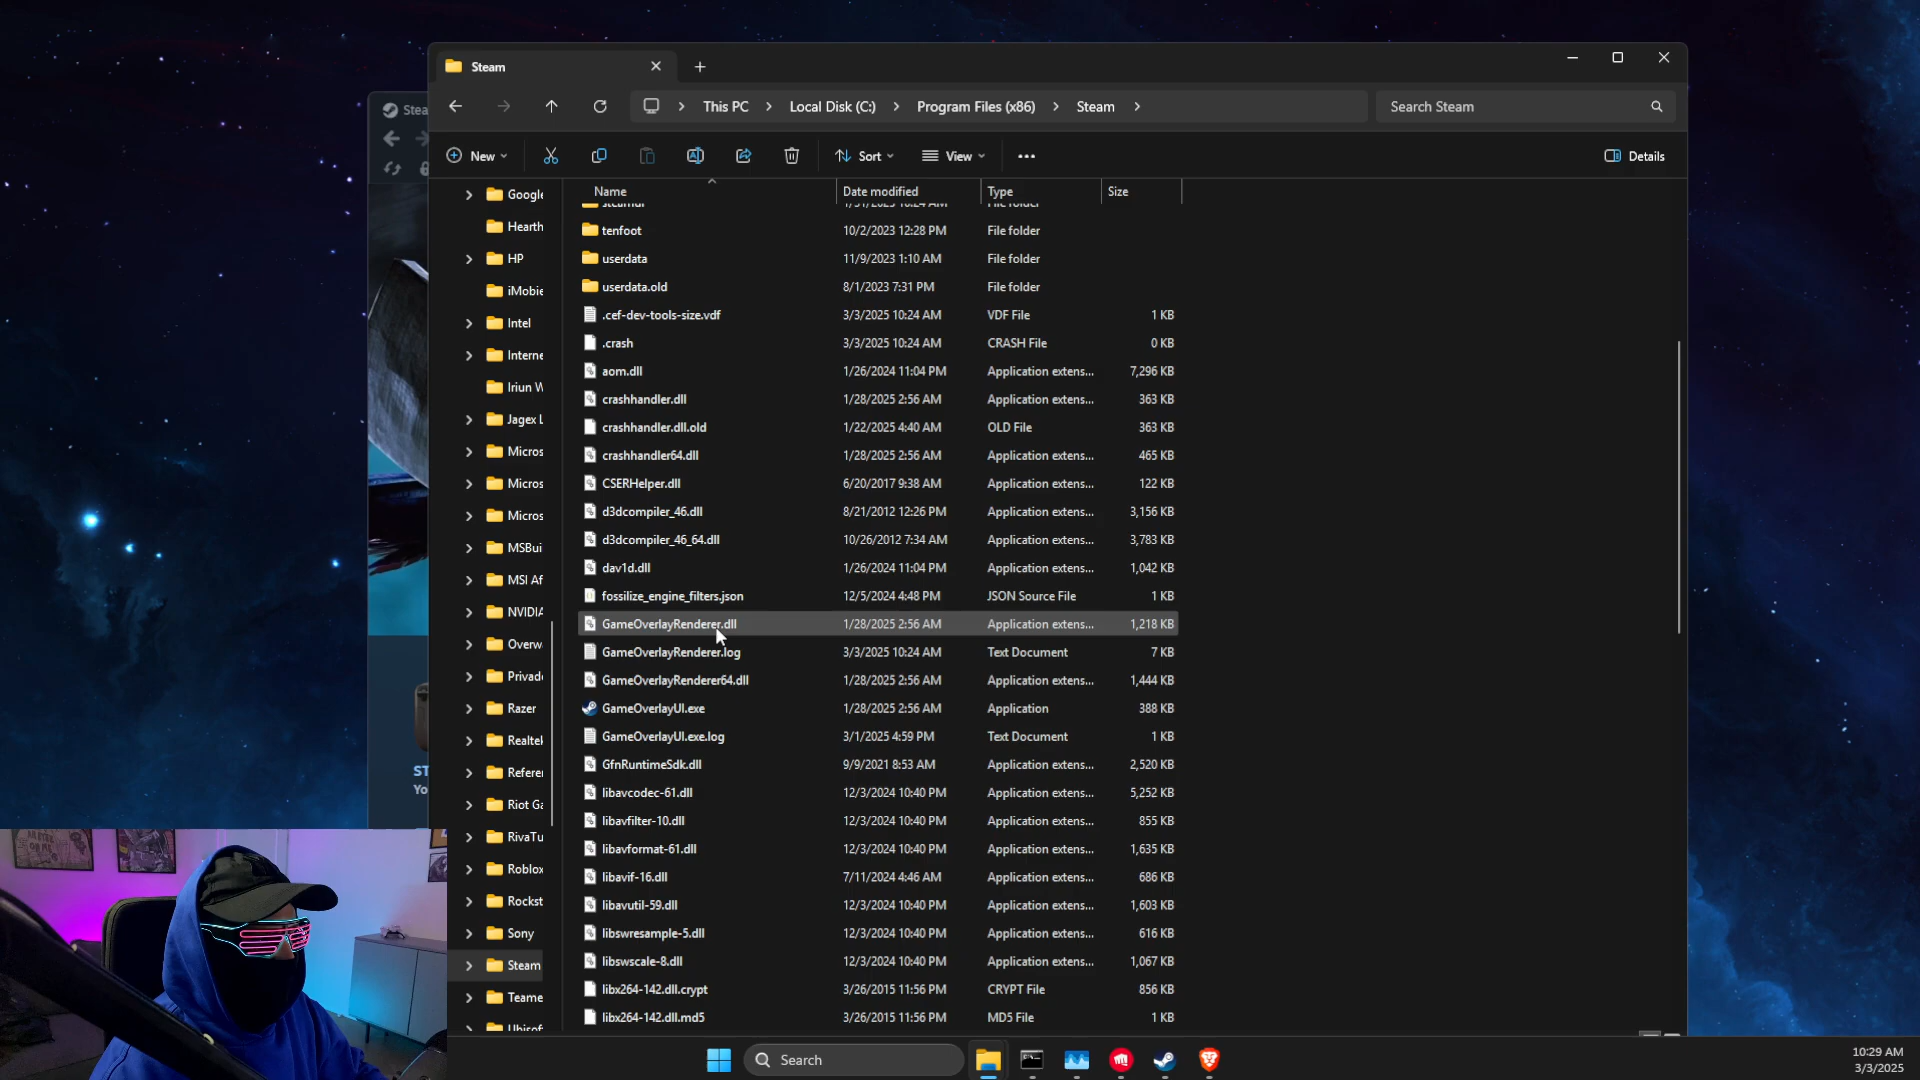 Steam
This PC > Local Disk (C:) > Program Files (x86) > Steam >
Search Steam
New
Sort
View
Details
Name
Date modified
Type
Size
tenfoot 10/2/2023 12:28 PM File folder
userdata 11/9/2023 1:10 AM File folder
userdata.old 8/1/2023 7:31 PM File folder
.cef-dev-tools-size.vdf 3/3/2025 10:24 AM VDF File 1 KB
.crash 3/3/2025 10:24 AM CRASH File 0 KB
aom.dll 1/26/2024 11:04 PM Application extens... 7,296 KB
crashhandler.dll 1/28/2025 2:56 AM Application extens... 363 KB
crashhandler.dll.old 1/22/2025 4:40 AM OLD File 363 KB
crashhandler64.dll 1/28/2025 2:56 AM Application extens... 465 KB
CSERHelper.dll 6/20/2017 9:38 AM Application extens... 122 KB
d3dcompiler_46.dll 8/21/2012 12:26 PM Application extens... 3,156 KB
d3dcompiler_46_64.dll 10/26/2012 7:34 AM Application extens... 3,783 KB
dav1d.dll 1/26/2024 11:04 PM Application extens... 1,042 KB
fossilize_engine_filters.json 12/5/2024 4:48 PM JSON Source File 1 KB
GameOverlayRenderer.dll 1/28/2025 2:56 AM Application extens... 1,218 KB
GameOverlayRenderer.log 3/3/2025 10:24 AM Text Document 7 KB
GameOverlayRenderer64.dll 1/28/2025 2:56 AM Application extens... 1,444 KB
GameOverlayUI.exe 1/28/2025 2:56 AM Application 388 KB
GameOverlayUI.exe.log 3/1/2025 4:59 PM Text Document 1 KB
GfnRuntimeSdk.dll 9/9/2021 8:53 AM Application extens... 2,520 KB
libavcodec-61.dll 12/3/2024 10:40 PM Application extens... 5,252 KB
libavfilter-10.dll 12/3/2024 10:40 PM Application extens... 855 KB
libavformat-61.dll 12/3/2024 10:40 PM Application extens... 1,635 KB
libavif-16.dll 7/11/2024 4:46 AM Application extens... 686 KB
libavutil-59.dll 12/3/2024 10:40 PM Application extens... 1,603 KB
libswresample-5.dll 12/3/2024 10:40 PM Application extens... 616 KB
libswscale-8.dll 12/3/2024 10:40 PM Application extens... 1,067 KB
libx264-142.dll.crypt 3/26/2015 11:56 PM CRYPT File 856 KB
libx264-142.dll.md5 3/26/2015 11:56 PM MD5 File 1 KB
Google
Hearth
HP
iMobie
Intel
Interne
Iriun W
Jagex L
Micros
Micros
Micros
MSBui
MSI Af
NVIDIA
Overw
Privad
Razer
Realtek
Refere
Riot Ga
RivaTu
Roblox
Rockst
Sony
Steam
Teame
Stea
ST
Yo
Search
10:29 AM
3/3/2025